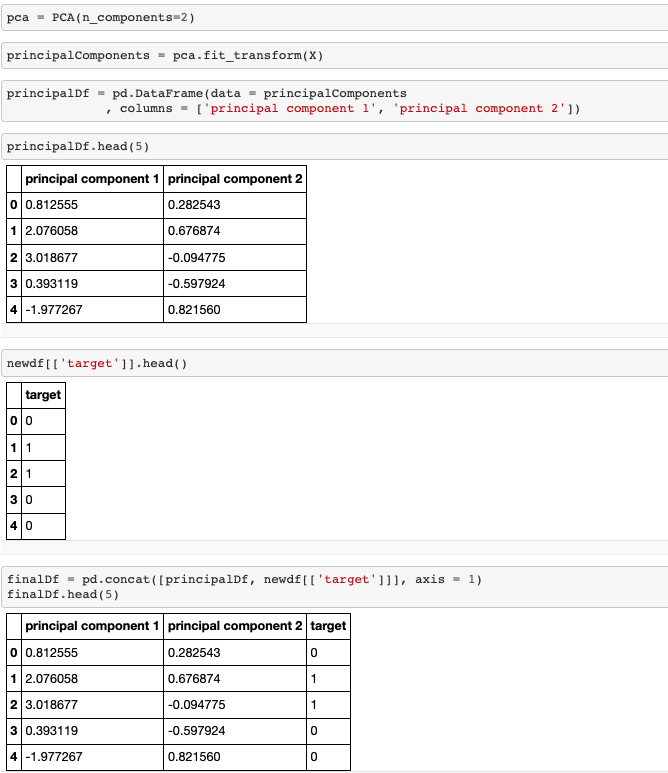 pca = PCA(n_components=2)
principalComponents = pca.fit_transform(X)
principalDf = pd.DataFrame(data = principalComponents
, columns = ['principal component 1', 'principal component 2'])
principalDf.head(5)
principal component 1 principal component 2
0 0.812555 0.282543
1 2.076058 0.676874
2 3.018677 -0.094775
3 0.393119 -0.597924
4 -1.977267 0.821560
newdf[['target']].head()
target
0 0
1 1
2 1
3 0
4 0
finalDf = pd.concat([principalDf, newdf[['target']]], axis = 1)
finalDf.head(5)
principal component 1 principal component 2 target
0 0.812555 0.282543 0
1 2.076058 0.676874 1
2 3.018677 -0.094775 1
3 0.393119 -0.597924 0
4 -1.977267 0.821560 0